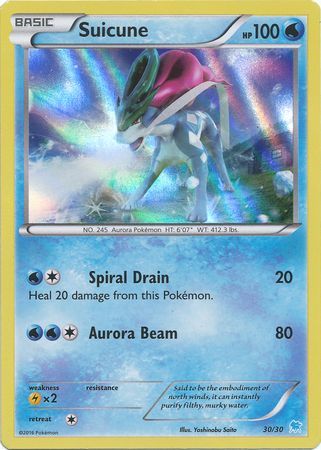 BASIC
Suicune
HP 100
NO. 245 Aurora Pokémon HT: 6'07" WT: 412.3 lbs.
Spiral Drain 20
Heal 20 damage from this Pokémon.
Aurora Beam 80
weakness resistance
×2
retreat
Said to be the embodiment of
north winds, it can instantly
purify filthy, murky water.
©2016 Pokémon
Illus. Yoshinobu Saito
30/30